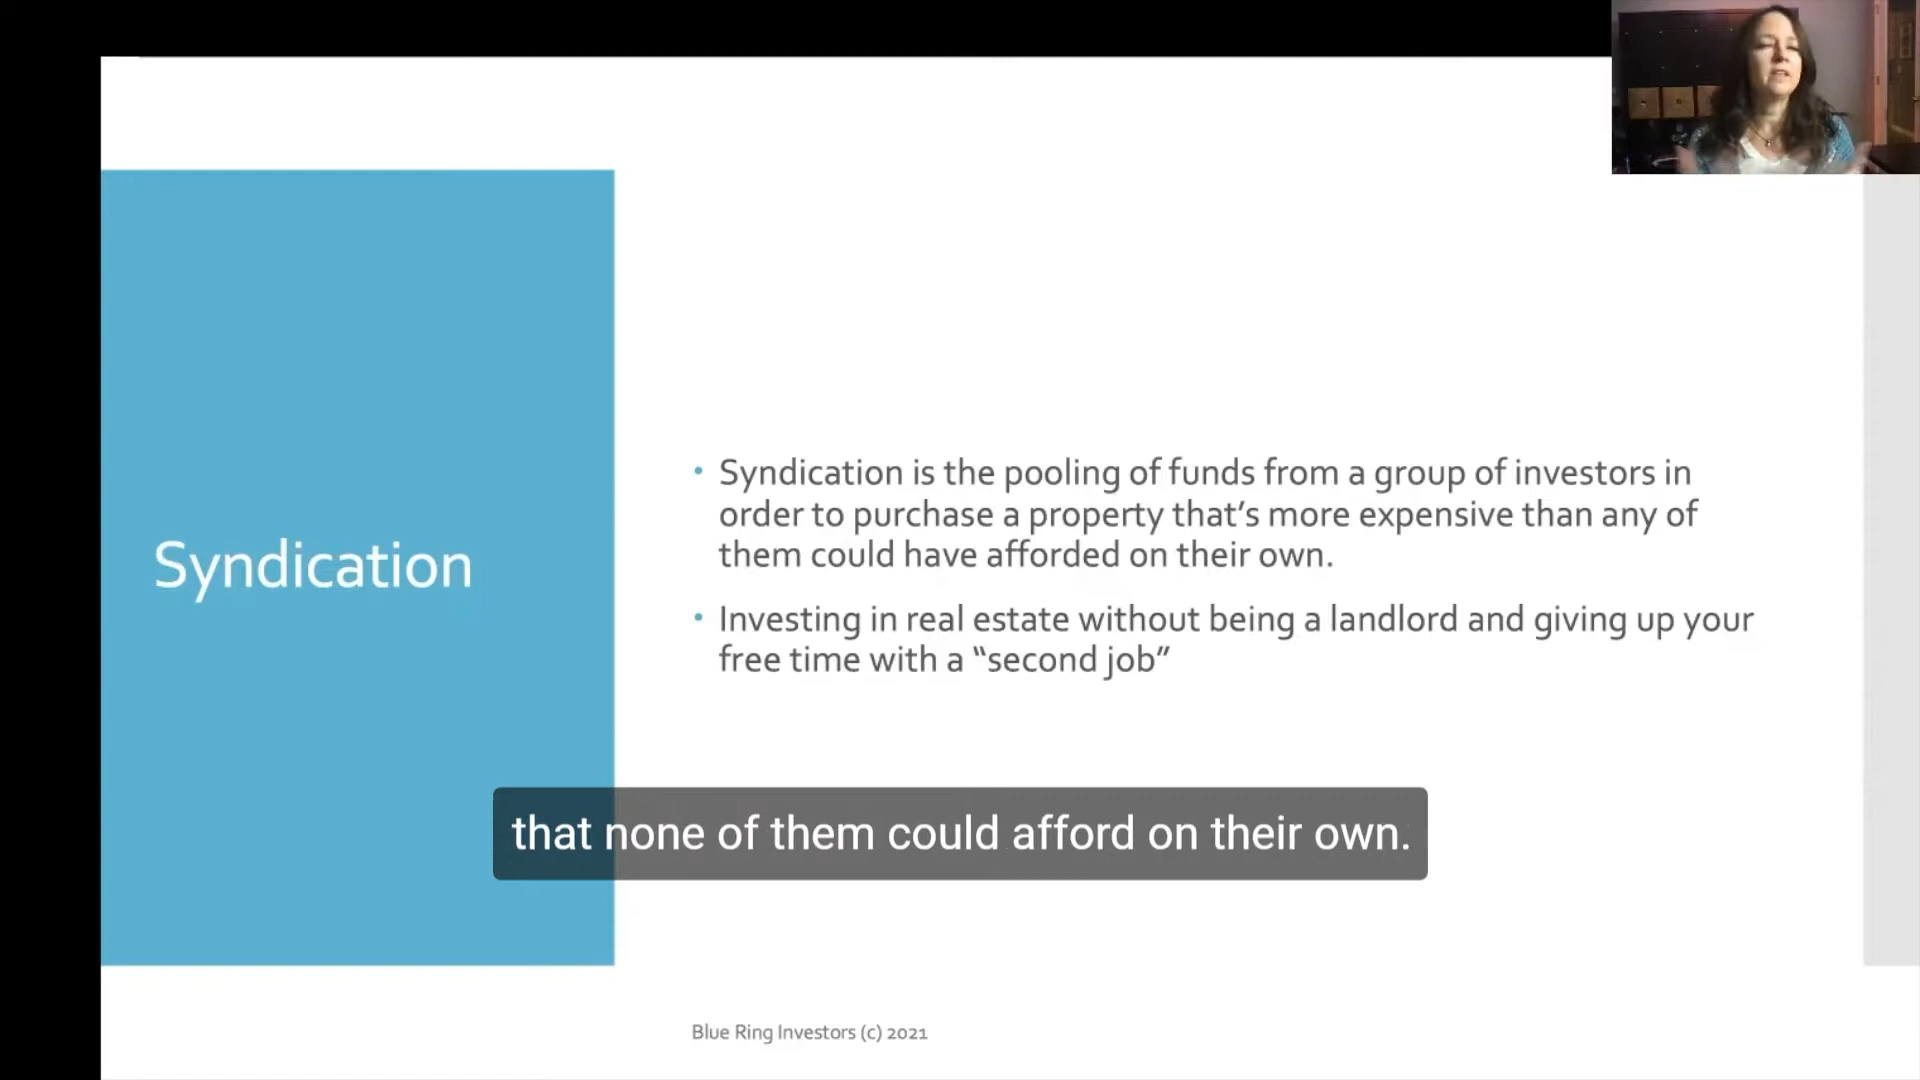 Syndication
• Syndication is the pooling of funds from a group of investors in
order to purchase a property that’s more expensive than any of
them could have afforded on their own.
• Investing in real estate without being a landlord and giving up your
free time with a “second job”
that none of them could afford on their own.
Blue Ring Investors (c) 2021